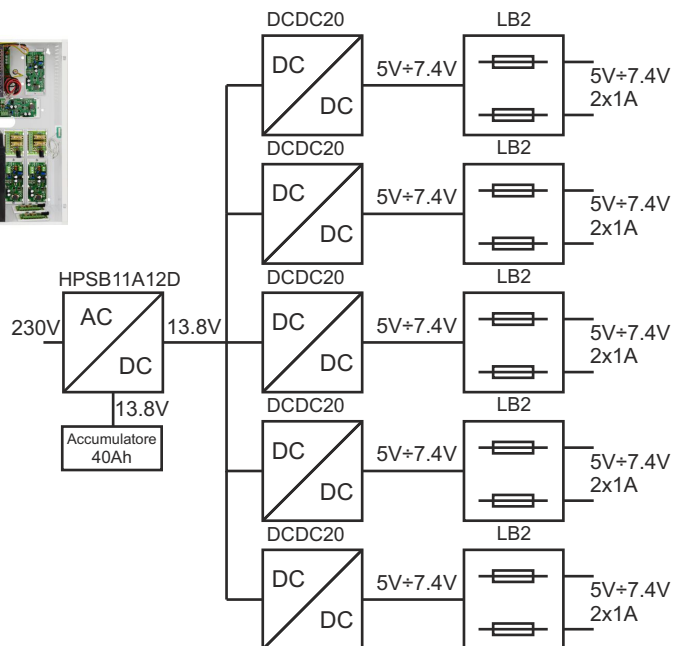 DCDC20
LB2
DC
DC
5V÷7.4V
5V÷7.4V
2x1A
DCDC20
LB2
DC
DC
5V÷7.4V
5V÷7.4V
2x1A
HPSB11A12D
230V
AC
DC
13.8V
13.8V
Accumulatore
40Ah
DCDC20
LB2
DC
DC
5V÷7.4V
5V÷7.4V
2x1A
DCDC20
LB2
DC
DC
5V÷7.4V
5V÷7.4V
2x1A
DCDC20
LB2
DC
DC
5V÷7.4V
5V÷7.4V
2x1A